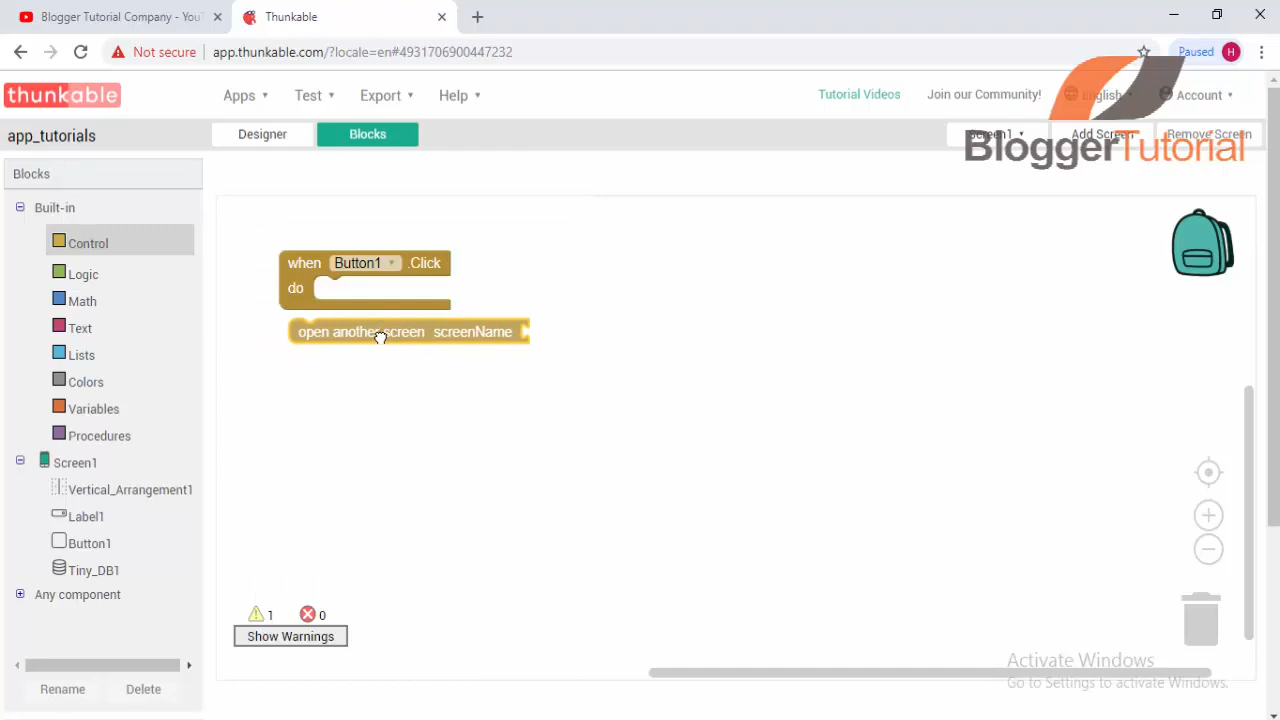 Blogger Tutorial Company - YouT
Thunkable
Not secure
app.thunkable.com/?locale=en#4931706900447232
Paused
H
thunkable
Apps
Test
Export
Help
Tutorial Videos
Join our Community!
English
Account
app_tutorials
Designer
Blocks
Screen1
Add Screen
Remove Screen
BloggerTutorial
Blocks
Built-in
Control
Logic
Math
Text
Lists
Colors
Variables
Procedures
Screen1
Vertical_Arrangement1
Label1
Button1
Tiny_DB1
Any component
Rename
Delete
when Button1 .Click
do
open another screen screenName
1
0
Show Warnings
Activate Windows
Go to Settings to activate Windows.